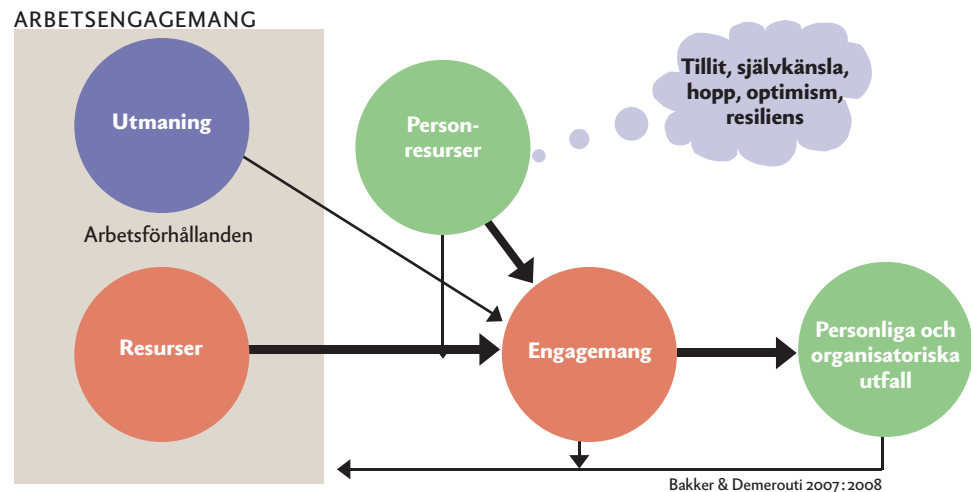 ARBETSENGAGEMANG
Utmaning
Arbetsförhållanden
Resurser
Person-
resurser
Tillit, självkänsla,
hopp, optimism,
resiliens
Engagemang
Personliga och
organisatoriska
utfall
Bakker & Demerouti 2007:2008